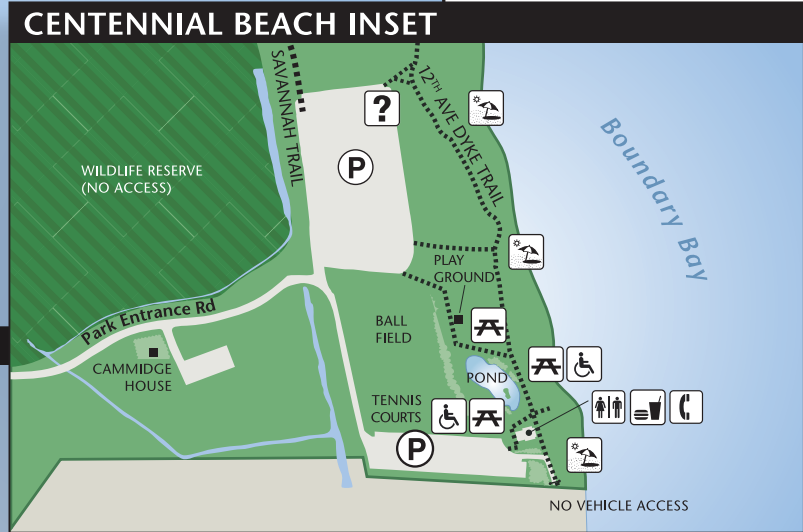 CENTENNIAL BEACH INSET
SAVANNAH TRAIL
12TH AVE DYKE TRAIL
?
Boundary Bay
P
WILDLIFE RESERVE
(NO ACCESS)
PLAY
GROUND
Park Entrance Rd
BALL
FIELD
CAMMIDGE
HOUSE
POND
TENNIS
COURTS
P
NO VEHICLE ACCESS